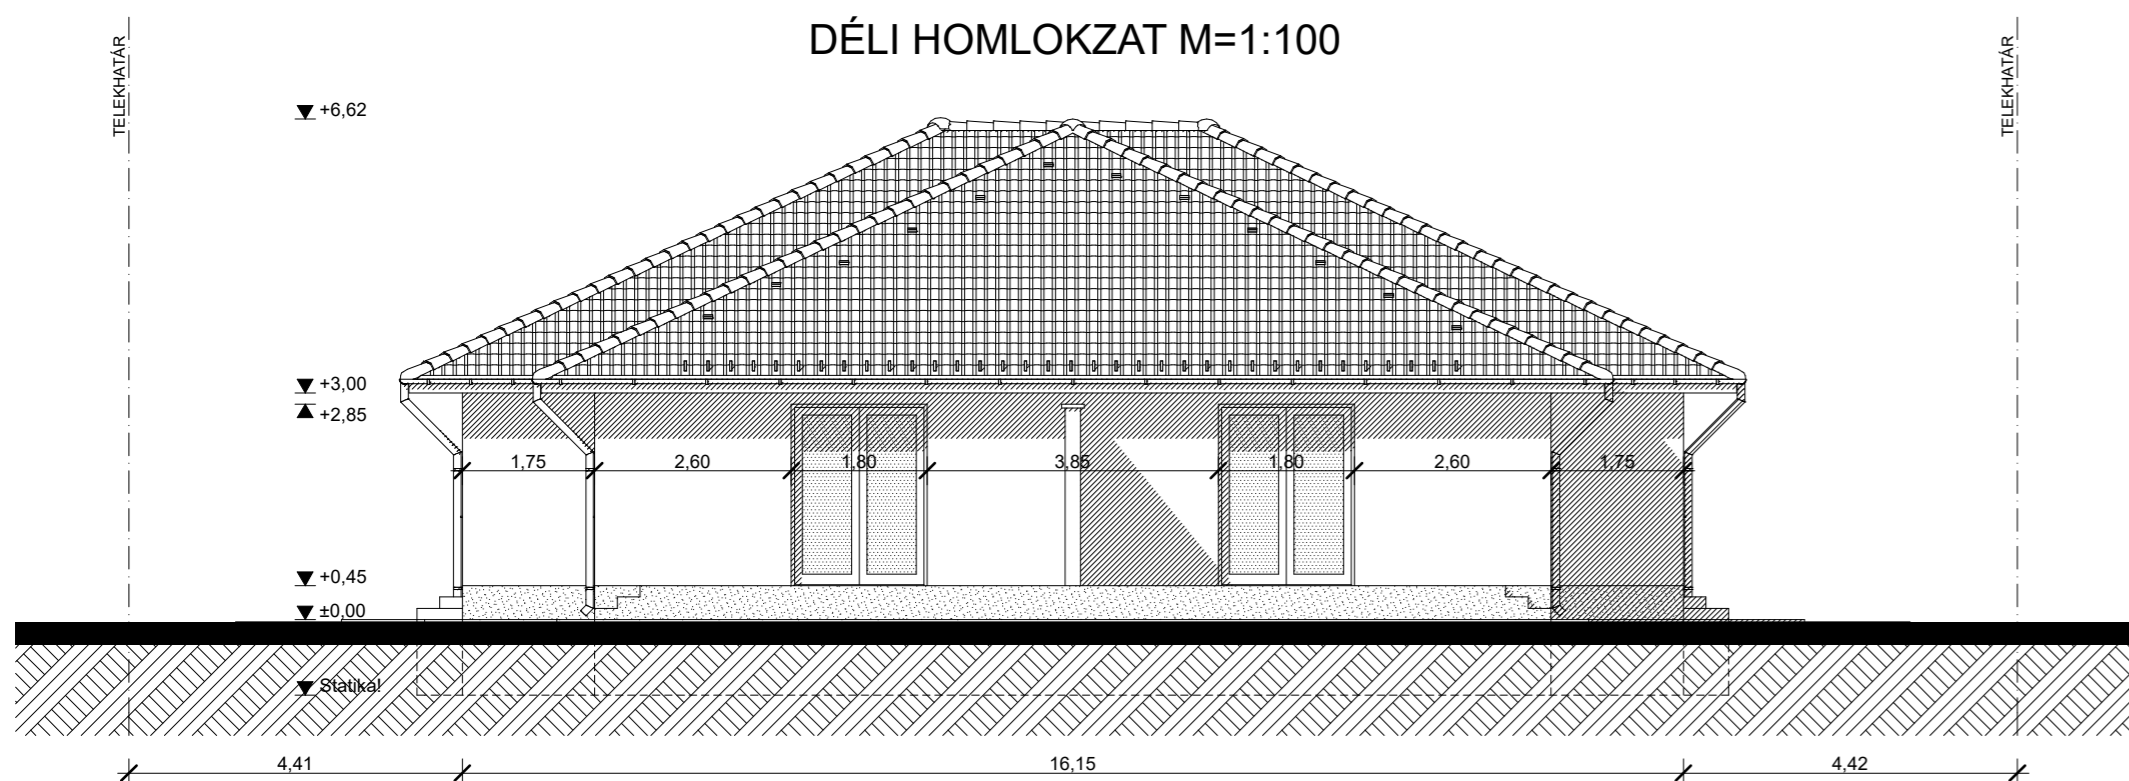 DÉLI HOMLOKZAT M=1:100
TELEKHATÁR
TELEKHATÁR
+6,62
+3,00
+2,85
1,75 2,60 1,80 3,85 1,80 2,60 1,75
+0,45
±0,00
Statika!
4,41 16,15 4,42